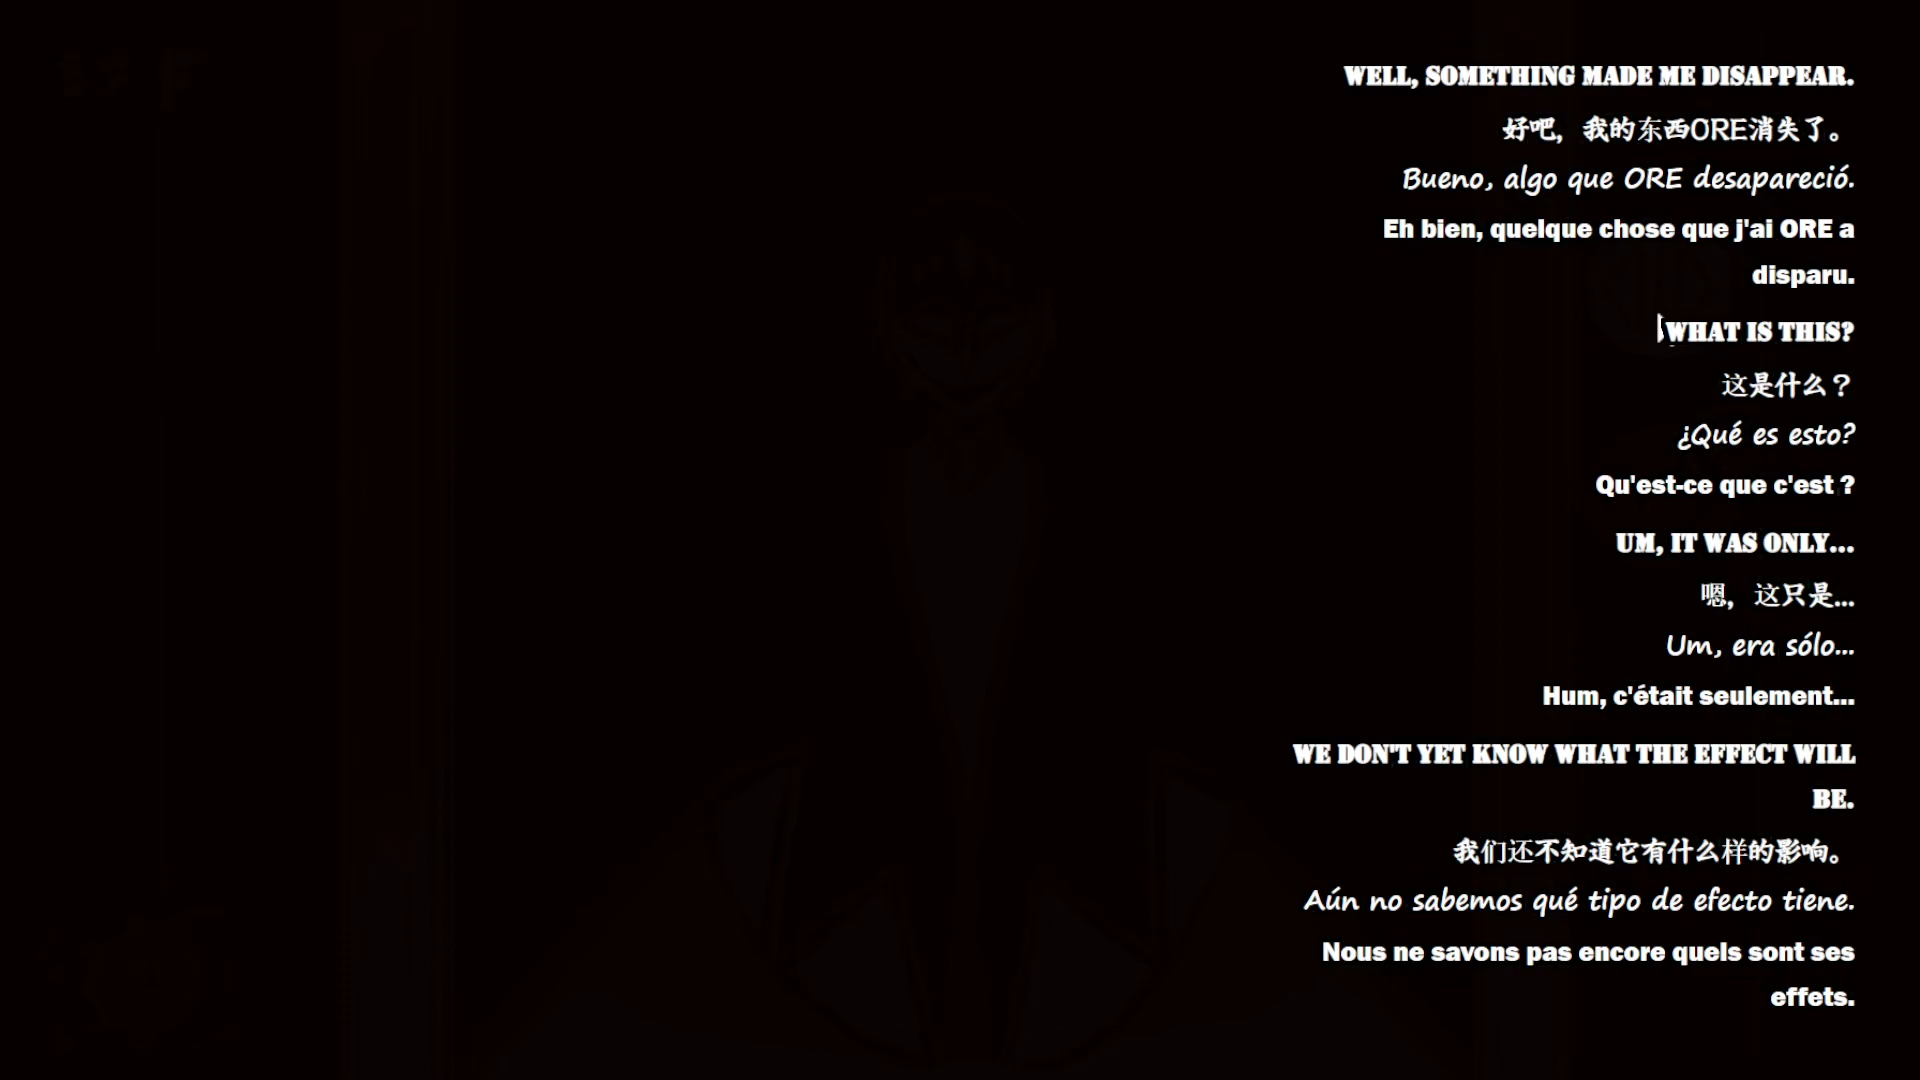 WELL, SOMETHING MADE ME DISAPPEAR.
好吧，我的东西ORE消失了。
Bueno, algo que ORE desapareció.
Eh bien, quelque chose que j'ai ORE a
disparu.
WHAT IS THIS?
这是什么？
¿Qué es esto?
Qu'est-ce que c'est ?
UM, IT WAS ONLY...
嗯，这只是...
Um, era sólo...
Hum, c'était seulement...
WE DON'T YET KNOW WHAT THE EFFECT WILL
BE.
我们还不知道它有什么样的影响。
Aún no sabemos qué tipo de efecto tiene.
Nous ne savons pas encore quels sont ses
effets.